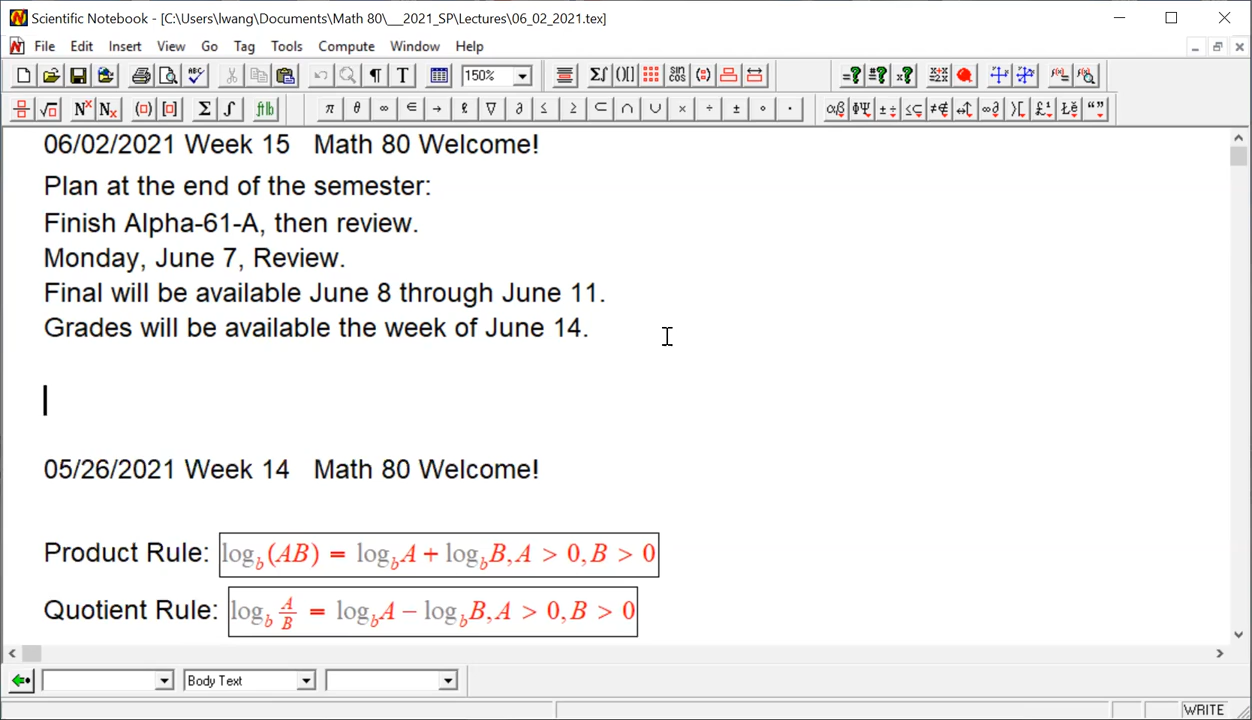 Scientific Notebook - [C:\Users\lwang\Documents\Math 80\__2021_SP\Lectures\06_02_2021.tex]
File Edit Insert View Go Tag Tools Compute Window Help
150%
06/02/2021 Week 15 Math 80 Welcome!
Plan at the end of the semester:
Finish Alpha-61-A, then review.
Monday, June 7, Review.
Final will be available June 8 through June 11.
Grades will be available the week of June 14.
05/26/2021 Week 14 Math 80 Welcome!
Product Rule: log_b(AB) = log_b A + log_b B, A > 0, B > 0
Quotient Rule: log_b A/B = log_b A − log_b B, A > 0, B > 0
Body Text
WRITE